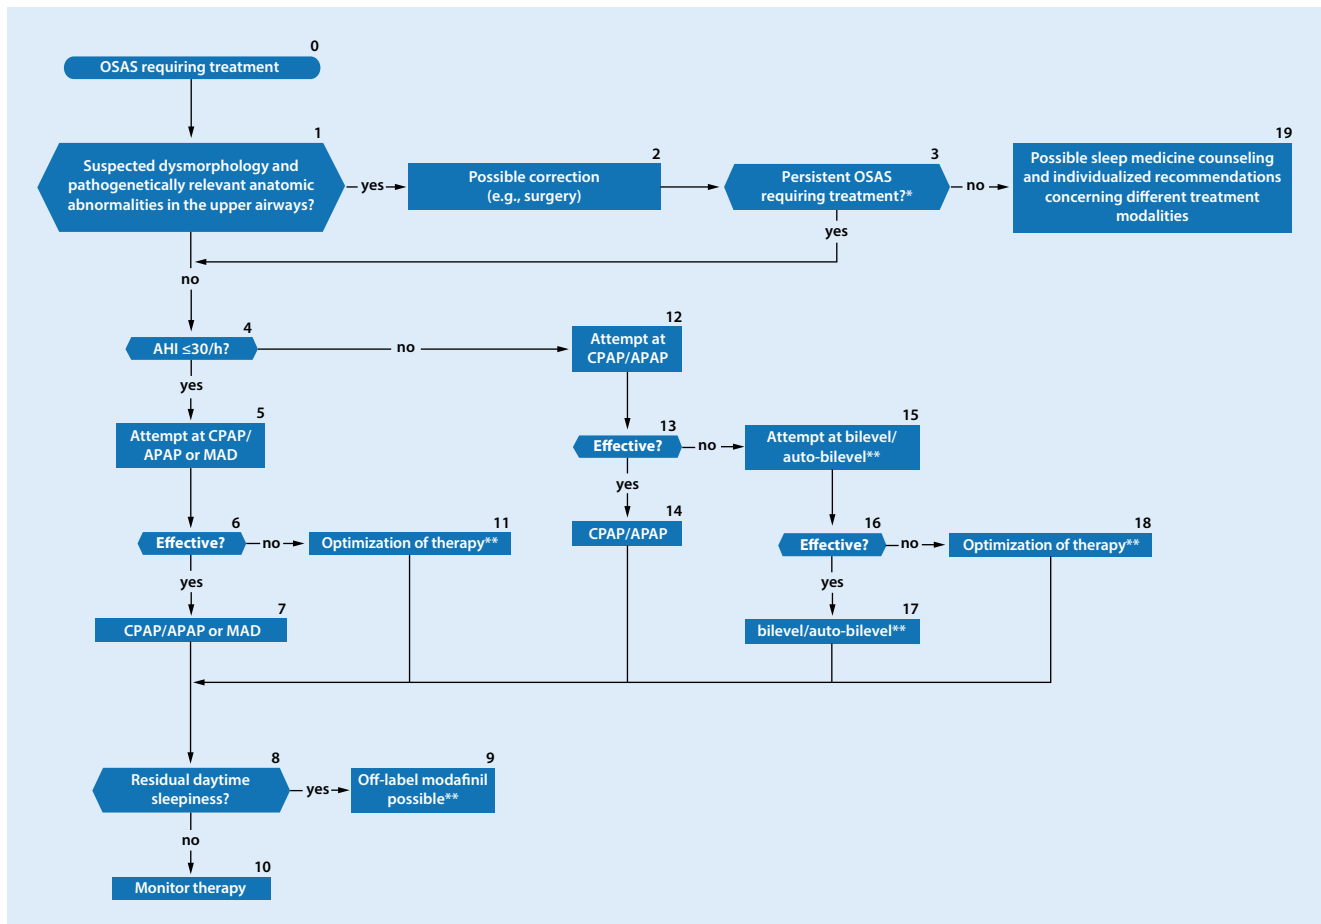 0
OSAS requiring treatment
1
Suspected dysmorphology and
pathogenetically relevant anatomic
abnormalities in the upper airways?
yes
2
Possible correction
(e.g., surgery)
3
Persistent OSAS
requiring treatment?*
no
19
Possible sleep medicine counseling
and individualized recommendations
concerning different treatment
modalities
yes
no
4
AHI ≤30/h?
no
12
Attempt at
CPAP/APAP
yes
5
Attempt at CPAP/
APAP or MAD
13
Effective?
no
15
Attempt at bilevel/
auto-bilevel**
yes
14
CPAP/APAP
6
Effective?
no
11
Optimization of therapy**
16
Effective?
no
18
Optimization of therapy**
yes
7
CPAP/APAP or MAD
yes
17
bilevel/auto-bilevel**
8
Residual daytime
sleepiness?
yes
9
Off-label modafinil
possible**
no
10
Monitor therapy